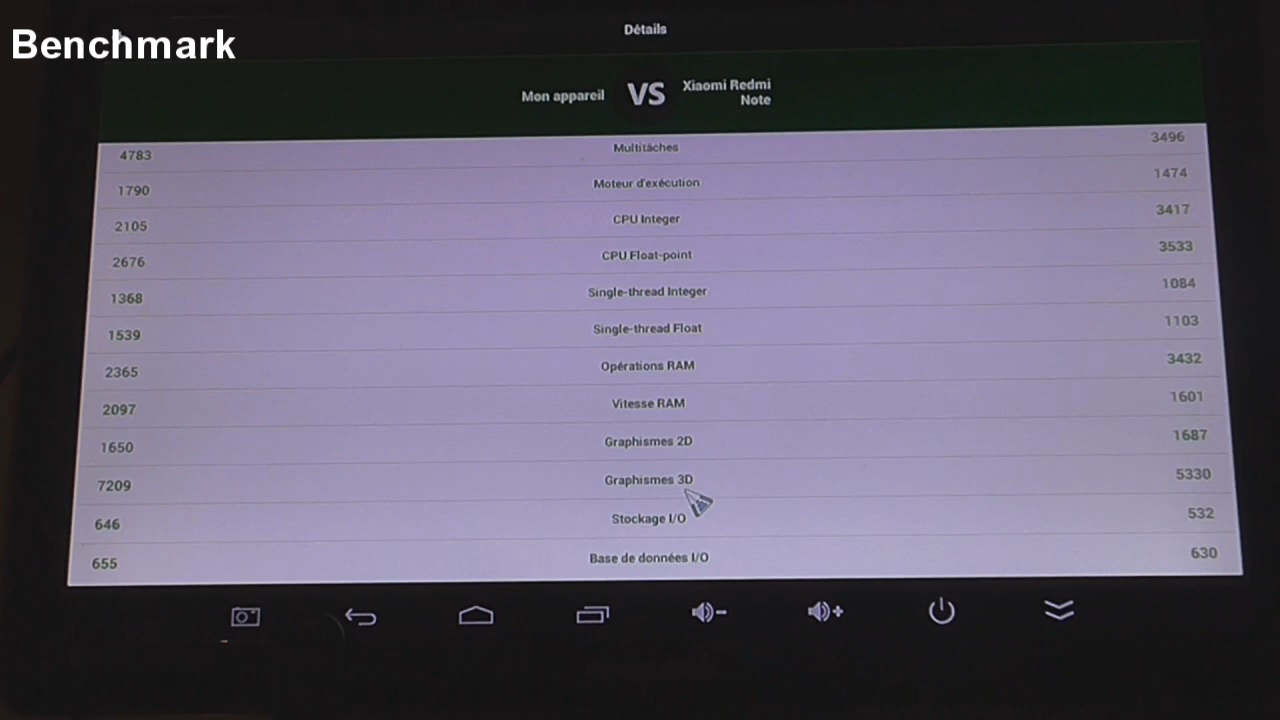 Benchmark
Détails
Mon appareil VS Xiaomi Redmi
Note
4783 Multitâches 3496
1790 Moteur d'exécution 1474
2105 CPU Integer 3417
2676 CPU Float-point 3533
1368 Single-thread Integer 1084
1539 Single-thread Float 1103
2365 Opérations RAM 3432
2097 Vitesse RAM 1601
1650 Graphismes 2D 1687
7209 Graphismes 3D 5330
646 Stockage I/O 532
655 Base de données I/O 630